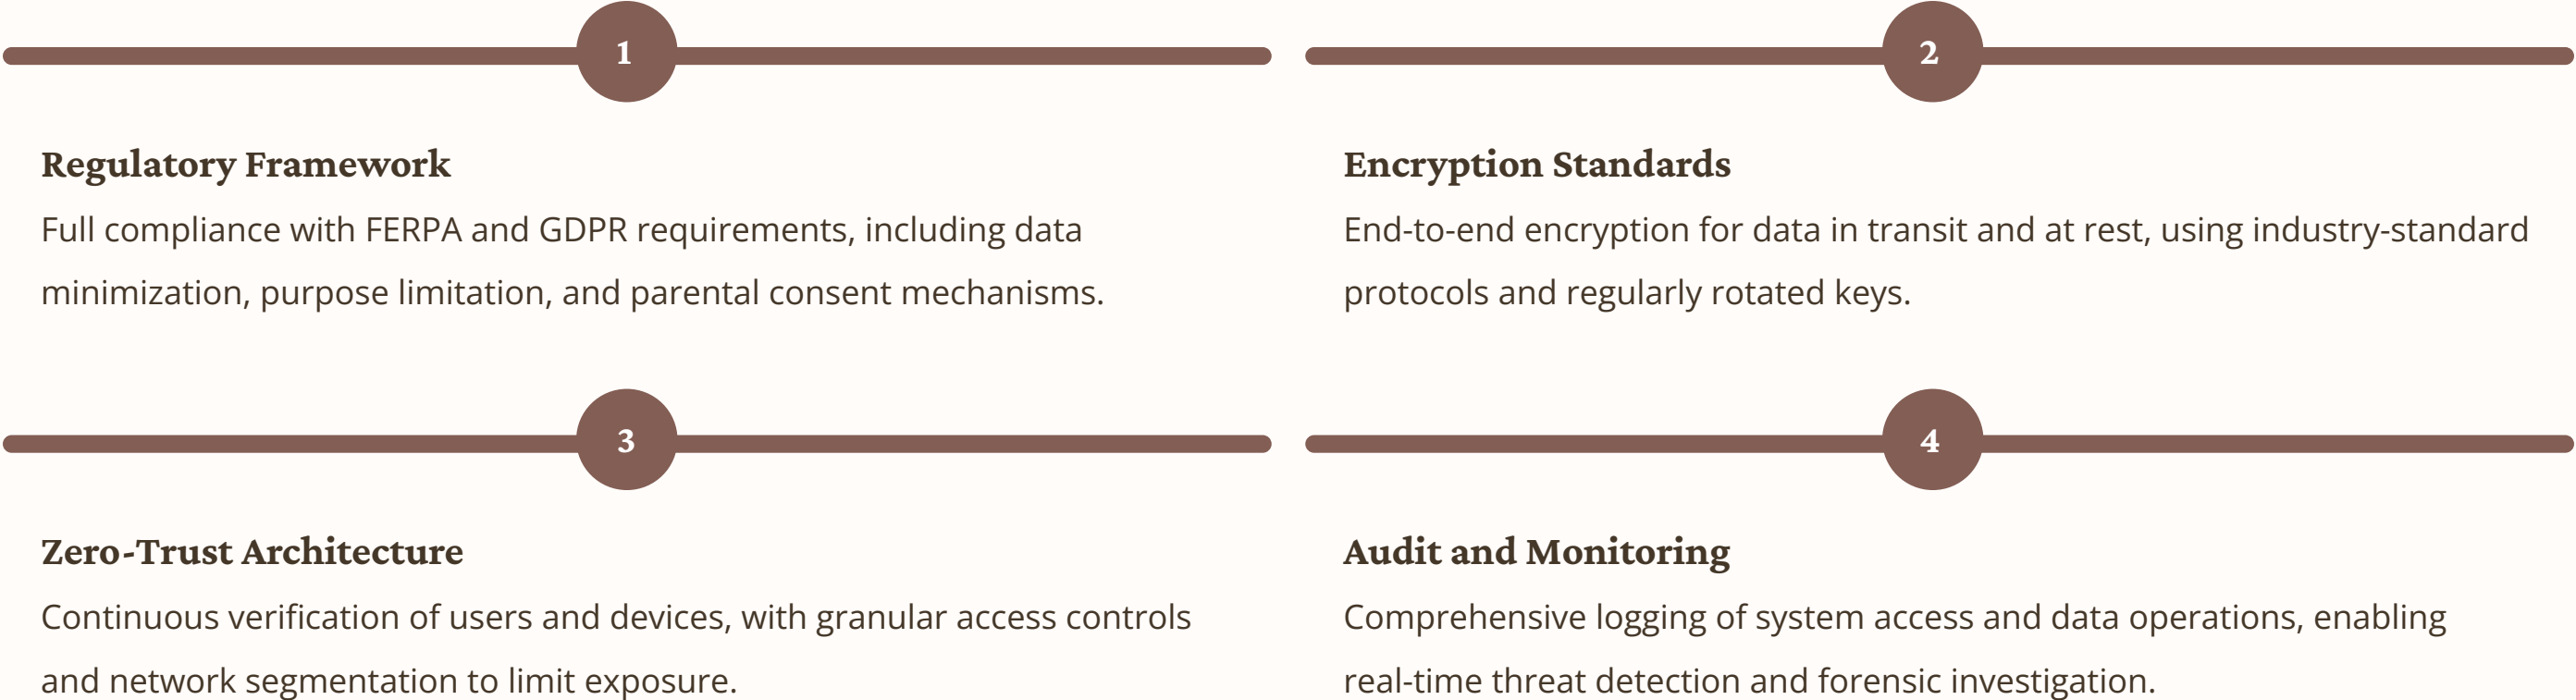 1
Regulatory Framework
Full compliance with FERPA and GDPR requirements, including data
minimization, purpose limitation, and parental consent mechanisms.
2
Encryption Standards
End-to-end encryption for data in transit and at rest, using industry-standard
protocols and regularly rotated keys.
3
Zero-Trust Architecture
Continuous verification of users and devices, with granular access controls
and network segmentation to limit exposure.
4
Audit and Monitoring
Comprehensive logging of system access and data operations, enabling
real-time threat detection and forensic investigation.